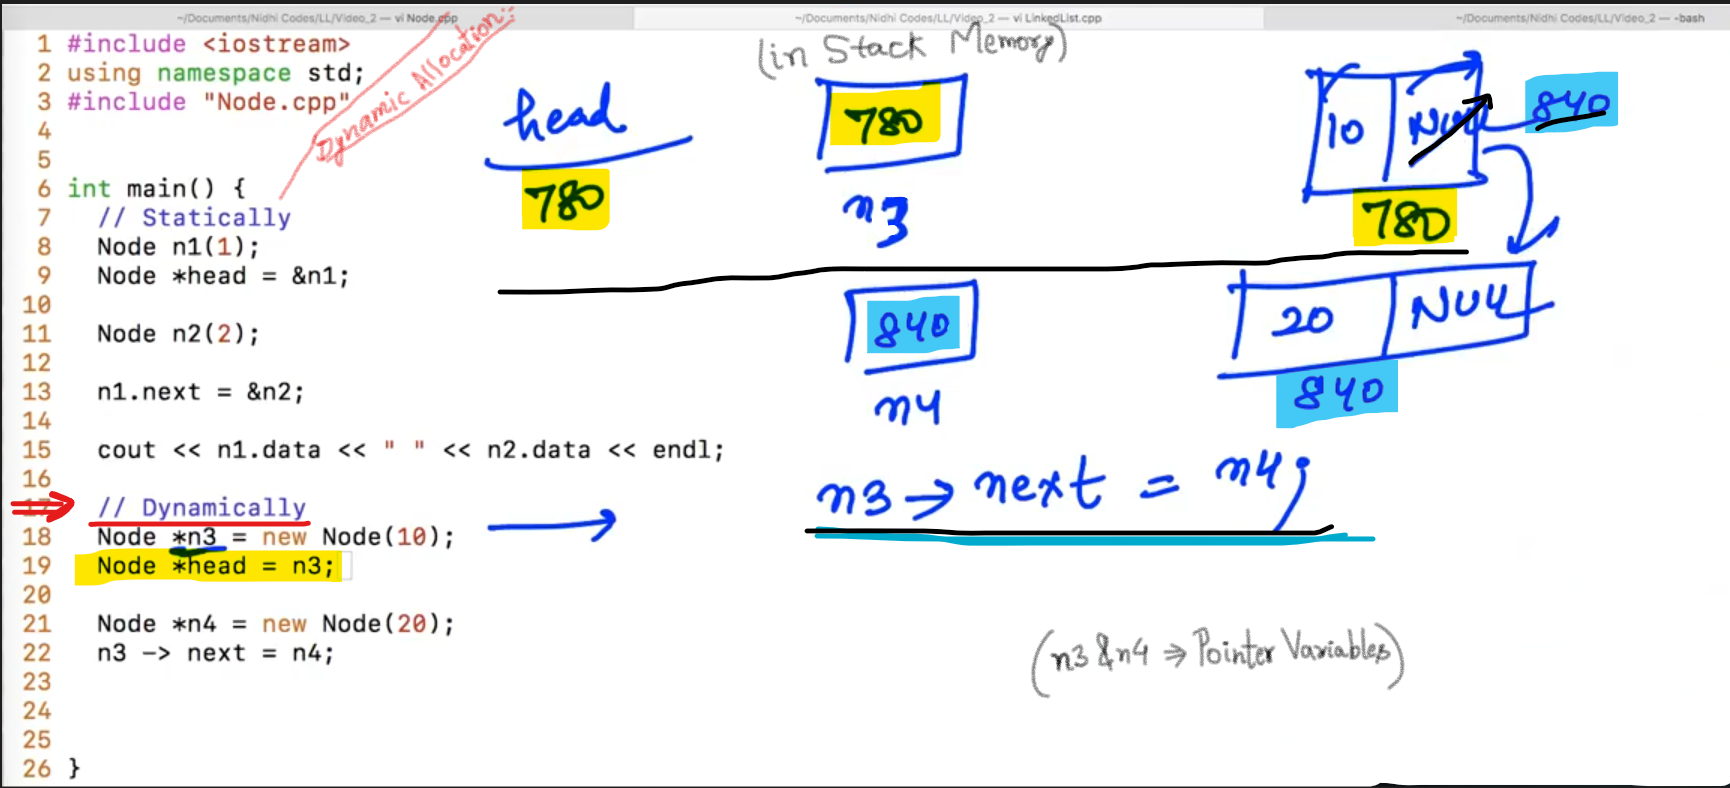 ~/Documents/Nidhi Codes/LL/Video_2 — vi Node.cpp
~/Documents/Nidhi Codes/LL/Video_2 — vi LinkedList.cpp
~/Documents/Nidhi Codes/LL/Video_2 — -bash
1 #include <iostream>
2 using namespace std;
3 #include "Node.cpp"
4
5
6 int main() {
7 // Statically
8 Node n1(1);
9 Node *head = &n1;
10
11 Node n2(2);
12
13 n1.next = &n2;
14
15 cout << n1.data << " " << n2.data << endl;
16
17 // Dynamically
18 Node *n3 = new Node(10);
19 Node *head = n3;
20
21 Node *n4 = new Node(20);
22 n3 -> next = n4;
23
24
25
26 }
Dynamic Allocation:-
(in Stack Memory)
head
780
780
n3
10 NULL 840
780
840
n4
20 NULL
840
n3 → next = n4;
(n3 & n4 ⇒ Pointer Variables)